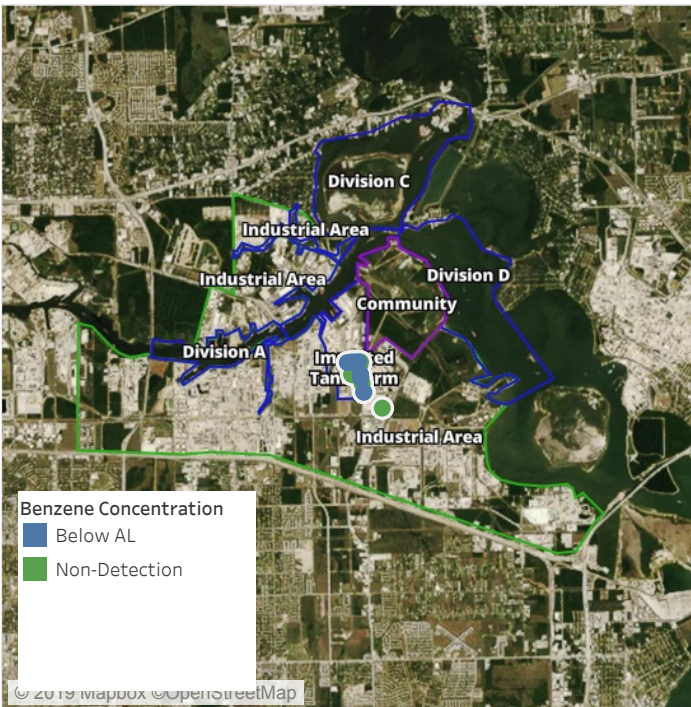 Division C
Industrial Area
Division D
Industrial Area
Community
Division A
Industrial Area
Benzene Concentration
Below AL
Non-Detection
© 2019 Mapbox ©OpenStreetMap